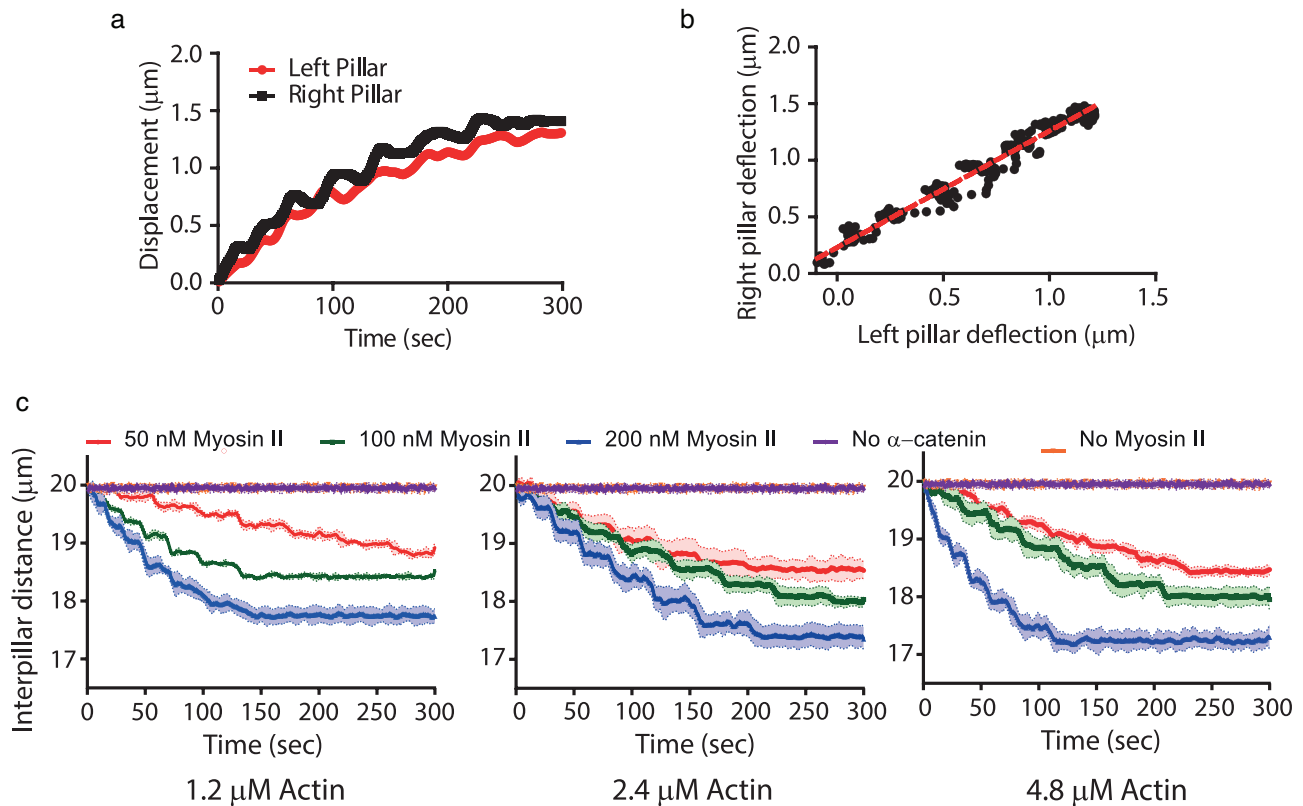 a
2.0
1.5
1.0
0.5
0.0
Displacement (μm)
Left Pillar
Right Pillar
0 100 200 300
Time (sec)
b
2.0
1.5
1.0
0.5
0.0
Right pillar deflection (μm)
0.0 0.5 1.0 1.5
Left pillar deflection (μm)
c
50 nM Myosin II 100 nM Myosin II 200 nM Myosin II No α−catenin No Myosin II
Interpillar distance (μm)
20
19
18
17
0 50 100 150 200 250 300
Time (sec)
1.2 μM Actin
20
19
18
17
0 50 100 150 200 250 300
Time (sec)
2.4 μM Actin
20
19
18
17
0 50 100 150 200 250 300
Time (sec)
4.8 μM Actin